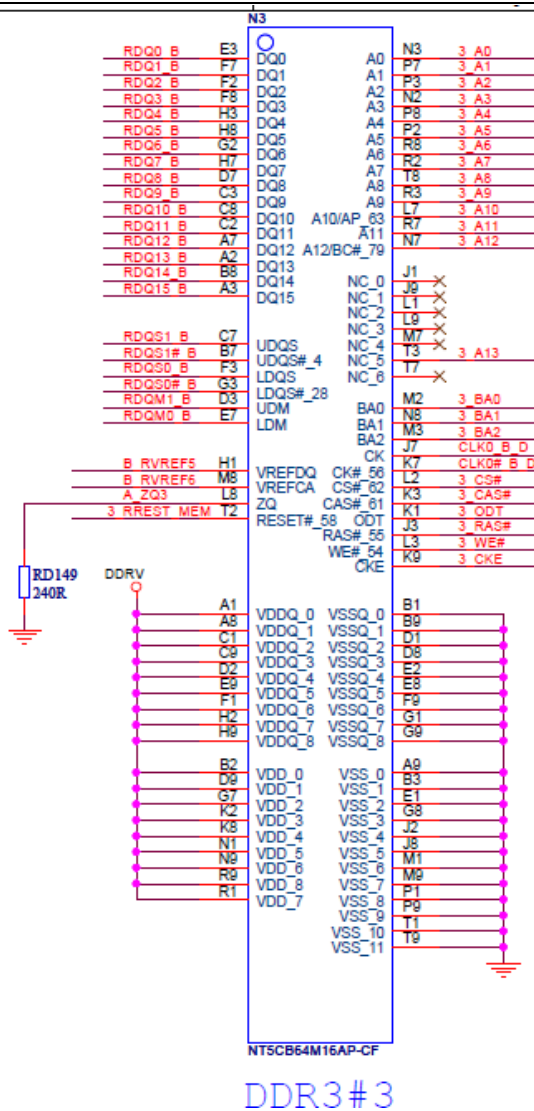 N3
RDQ0_B E3 DQ0 A0 N3 3_A0
RDQ1_B F7 DQ1 A1 P7 3_A1
RDQ2_B F2 DQ2 A2 P3 3_A2
RDQ3_B F8 DQ3 A3 N2 3_A3
RDQ4_B H3 DQ4 A4 P8 3_A4
RDQ5_B H8 DQ5 A5 P2 3_A5
RDQ6_B G2 DQ6 A6 R8 3_A6
RDQ7_B H7 DQ7 A7 R2 3_A7
RDQ8_B D7 DQ8 A8 T8 3_A8
RDQ9_B C3 DQ9 A9 R3 3_A9
RDQ10_B C8 DQ10 A10/AP_63 L7 3_A10
RDQ11_B C2 DQ11 A11 R7 3_A11
RDQ12_B A7 DQ12 A12/BC#_79 N7 3_A12
RDQ13_B A2 DQ13
RDQ14_B B8 DQ14 NC_0 J1
RDQ15_B A3 DQ15 NC_1 J9
NC_2 L1
NC_3 L9
RDQS1_B C7 UDQS NC_4 M7
RDQS1#_B B7 UDQS#_4 NC_5 T3 3_A13
RDQS0_B F3 LDQS NC_6 T7
RDQS0#_B G3 LDQS#_28
RDQM1_B D3 UDM BA0 M2 3_BA0
RDQM0_B E7 LDM BA1 N8 3_BA1
BA2 M3 3_BA2
CK J7 CLK0_B_D
B_RVREF5 H1 VREFDQ CK#_56 K7 CLK0#_B_D
B_RVREF6 M8 VREFCA CS#_62 L2 3_CS#
A_ZQ3 L8 ZQ CAS#_61 K3 3_CAS#
3_RREST_MEM T2 RESET#_58 ODT K1 3_ODT
RAS#_55 J3 3_RAS#
WE#_54 L3 3_WE#
CKE K9 3_CKE
RD149 DDRV
240R
A1 VDDQ_0 VSSQ_0 B1
A8 VDDQ_1 VSSQ_1 B9
C1 VDDQ_2 VSSQ_2 D1
C9 VDDQ_3 VSSQ_3 D8
D2 VDDQ_4 VSSQ_4 E2
E9 VDDQ_5 VSSQ_5 E8
F1 VDDQ_6 VSSQ_6 F9
H2 VDDQ_7 VSSQ_7 G1
H9 VDDQ_8 VSSQ_8 G9
B2 VDD_0 VSS_0 A9
D9 VDD_1 VSS_1 B3
G7 VDD_2 VSS_2 E1
K2 VDD_3 VSS_3 G8
K8 VDD_4 VSS_4 J2
N1 VDD_5 VSS_5 J8
N9 VDD_6 VSS_6 M1
R9 VDD_8 VSS_7 M9
R1 VDD_7 VSS_8 P1
VSS_9 P9
VSS_10 T1
VSS_11 T9
NT5CB64M16AP-CF
DDR3#3